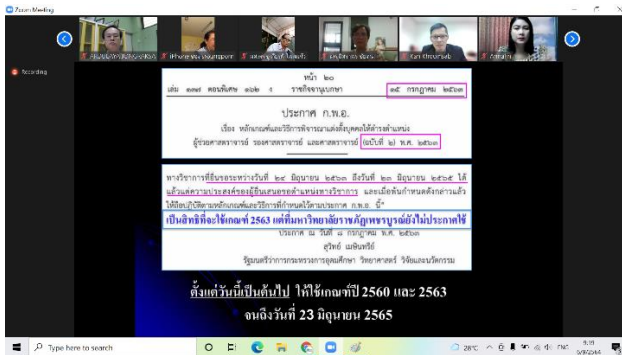 Zoom Meeting
Recording
หน้า ๒๐
เล่ม ๑๓๗ ตอนพิเศษ ๑๖๒ ง ราชกิจจานุเบกษา ๑๕ กรกฎาคม ๒๕๖๓
ประกาศ ก.พ.อ.
เรื่อง หลักเกณฑ์และวิธีการพิจารณาแต่งตั้งบุคคลให้ดำรงตำแหน่ง
ผู้ช่วยศาสตราจารย์ รองศาสตราจารย์ และศาสตราจารย์ (ฉบับที่ ๒) พ.ศ. ๒๕๖๓
ทางวิชาการที่ยื่นขอระหว่างวันที่ ๒๔ มิถุนายน ๒๕๖๓ ถึงวันที่ ๒๓ มิถุนายน ๒๕๖๕ ได้
แล้วแต่ความประสงค์ของผู้ยื่นเสนอขอตำแหน่งทางวิชาการ และเมื่อพ้นกำหนดดังกล่าวแล้ว
ให้ถือปฏิบัติตามหลักเกณฑ์และวิธีการที่กำหนดไว้ตามประกาศ ก.พ.อ. นี้"
เป็นสิทธิที่จะใช้เกณฑ์ 2563 แต่ที่มหาวิทยาลัยราชภัฏเพชรบูรณ์ยังไม่ประกาศใช้
ประกาศ ณ วันที่ ๘ กรกฎาคม พ.ศ. ๒๕๖๓
สุวิทย์ เมษินทรีย์
รัฐมนตรีว่าการกระทรวงการอุดมศึกษา วิทยาศาสตร์ วิจัยและนวัตกรรม
ตั้งแต่วันนี้เป็นต้นไป ให้ใช้เกณฑ์ปี 2560 และ 2563
จนถึงวันที่ 23 มิถุนายน 2565
Type here to search
28°C
ENG
9:19
5/9/2564